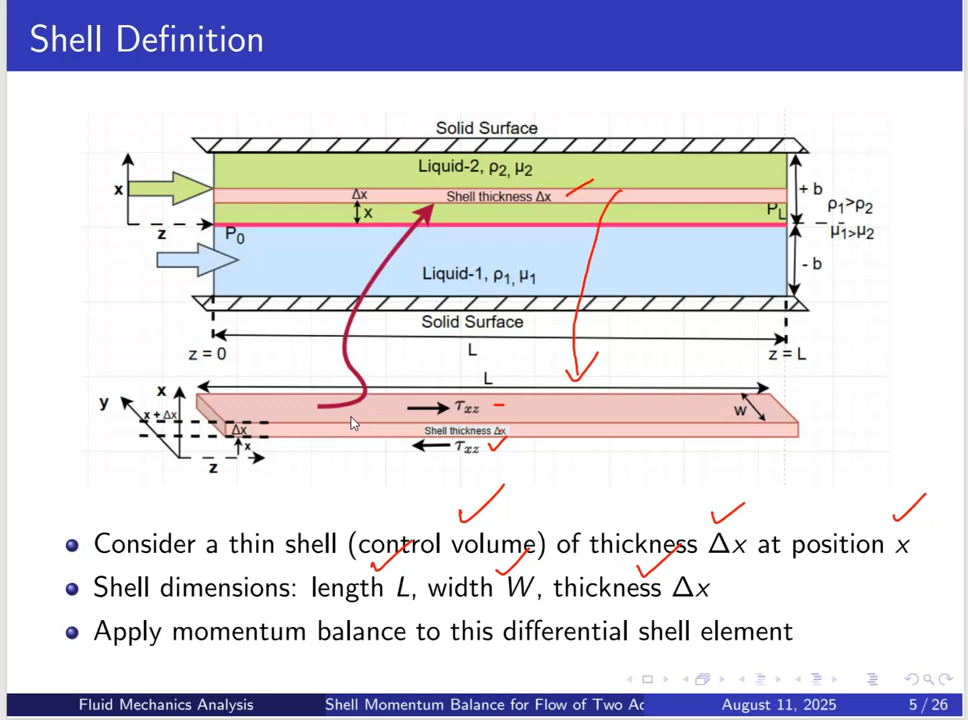 Shell Definition
Solid Surface
Liquid-2, ρ₂, μ₂
x
Δx
Shell thickness Δx
+ b
x
P_L
ρ₁>ρ₂
z
P₀
μ₁>μ₂
- b
Liquid-1, ρ₁, μ₁
Solid Surface
L
z = 0
z = L
L
x
y
x + Δx
τxz
w
Δx
Shell thickness Δx
x
τxz
z
Consider a thin shell (control volume) of thickness Δx at position x
Shell dimensions: length L, width W, thickness Δx
Apply momentum balance to this differential shell element
Fluid Mechanics Analysis
Shell Momentum Balance for Flow of Two Ac
August 11, 2025
5 / 26